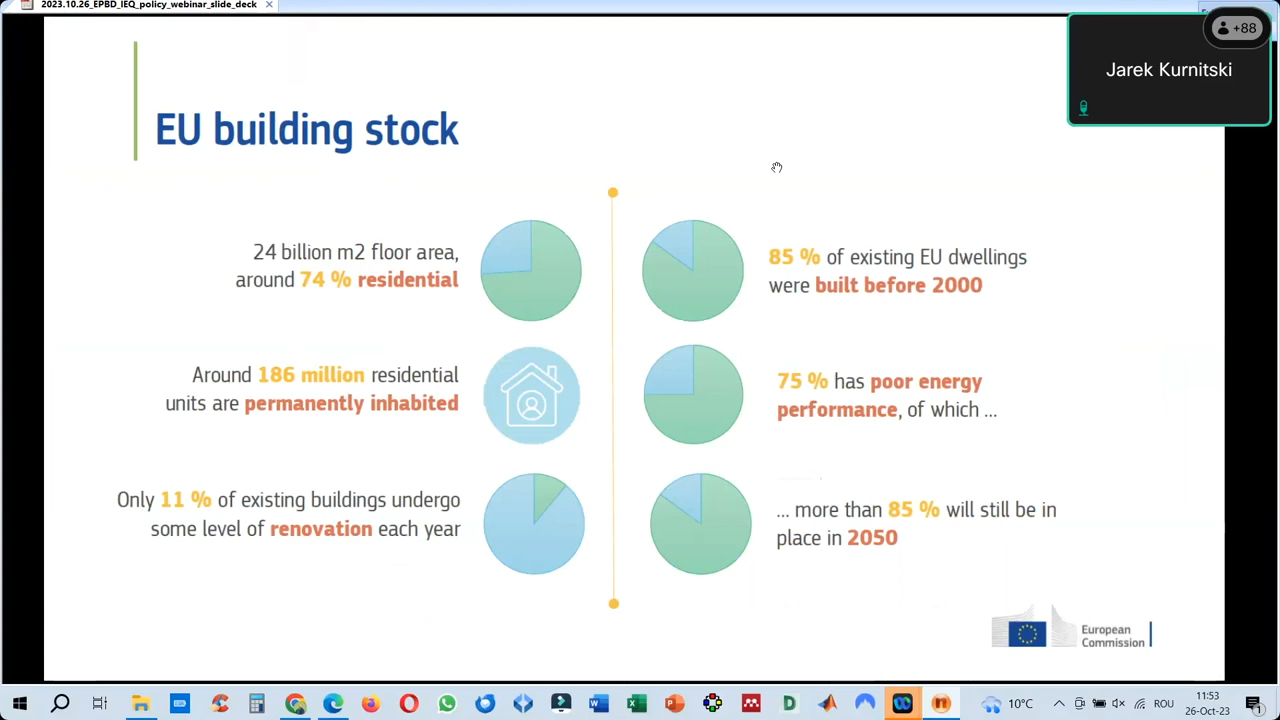 2023.10.26_EPBD_IEQ_policy_webinar_slide_deck
+88
Jarek Kurnitski
EU building stock
24 billion m2 floor area,
around 74 % residential
Around 186 million residential
units are permanently inhabited
Only 11 % of existing buildings undergo
some level of renovation each year
85 % of existing EU dwellings
were built before 2000
75 % has poor energy
performance, of which ...
... more than 85 % will still be in
place in 2050
European
Commission
10°C
ROU
11:53
26-Oct-23
1